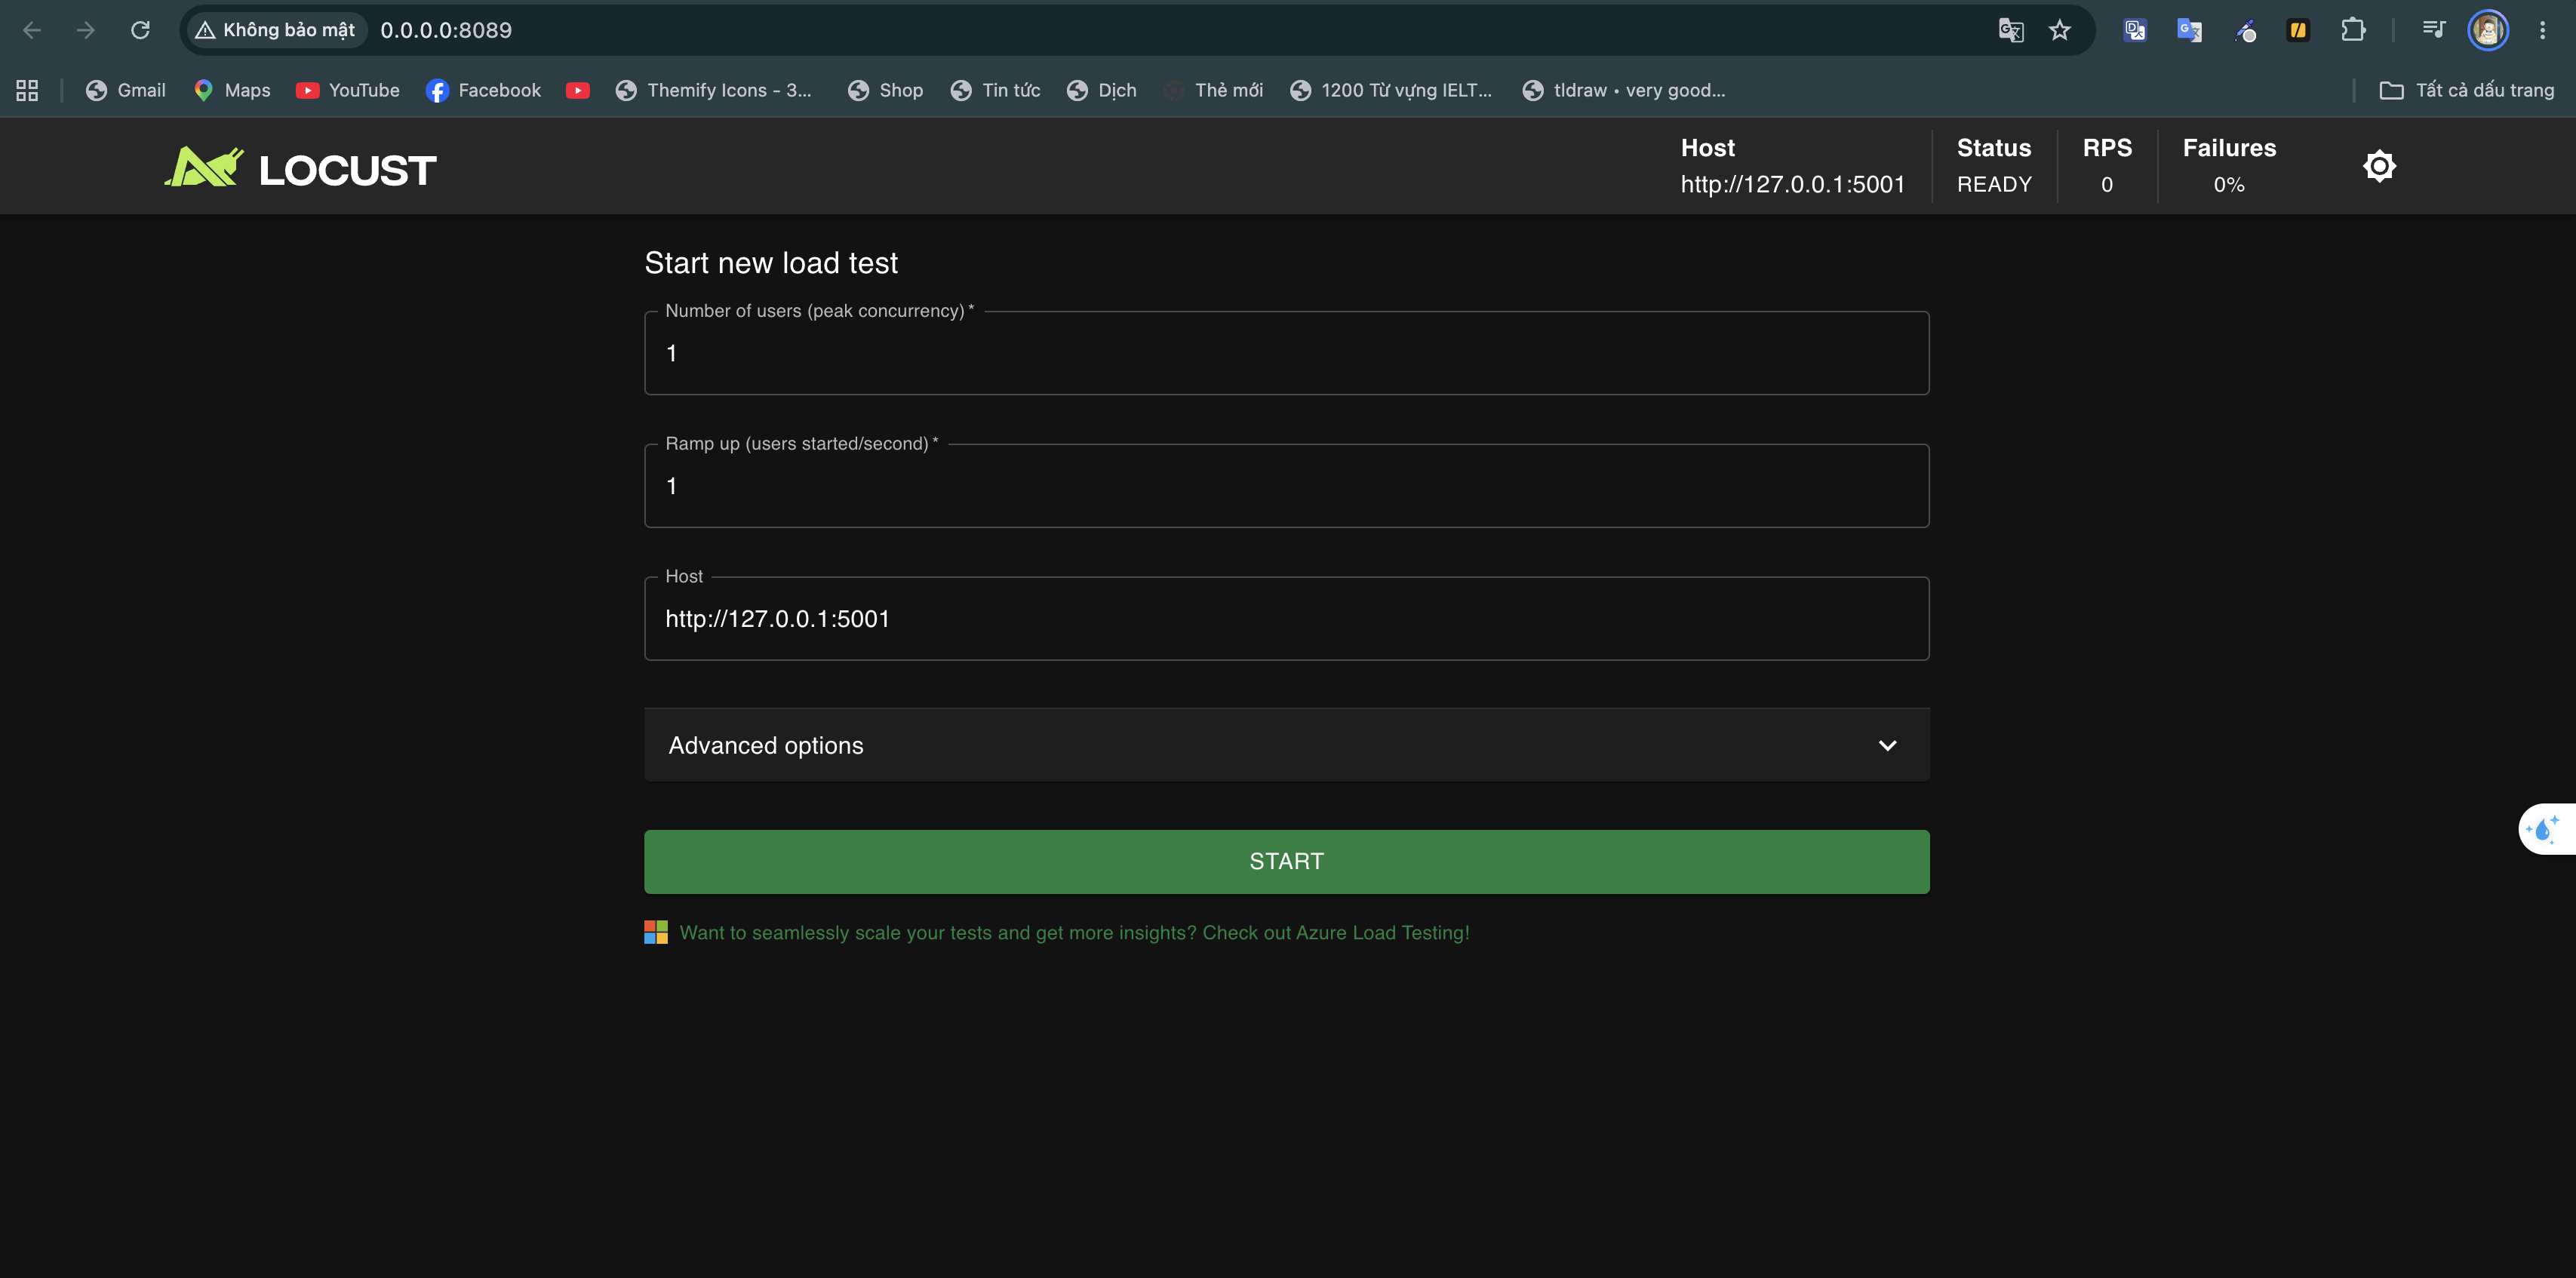 Không bảo mật 0.0.0.0:8089
Gmail Maps YouTube Facebook Themify Icons - 3... Shop Tin tức Dịch Thẻ mới 1200 Từ vựng IELT... tldraw • very good... Tất cả dấu trang
LOCUST
Host Status RPS Failures
http://127.0.0.1:5001 READY 0 0%
Start new load test
Number of users (peak concurrency) *
1
Ramp up (users started/second) *
1
Host
http://127.0.0.1:5001
Advanced options
START
Want to seamlessly scale your tests and get more insights? Check out Azure Load Testing!